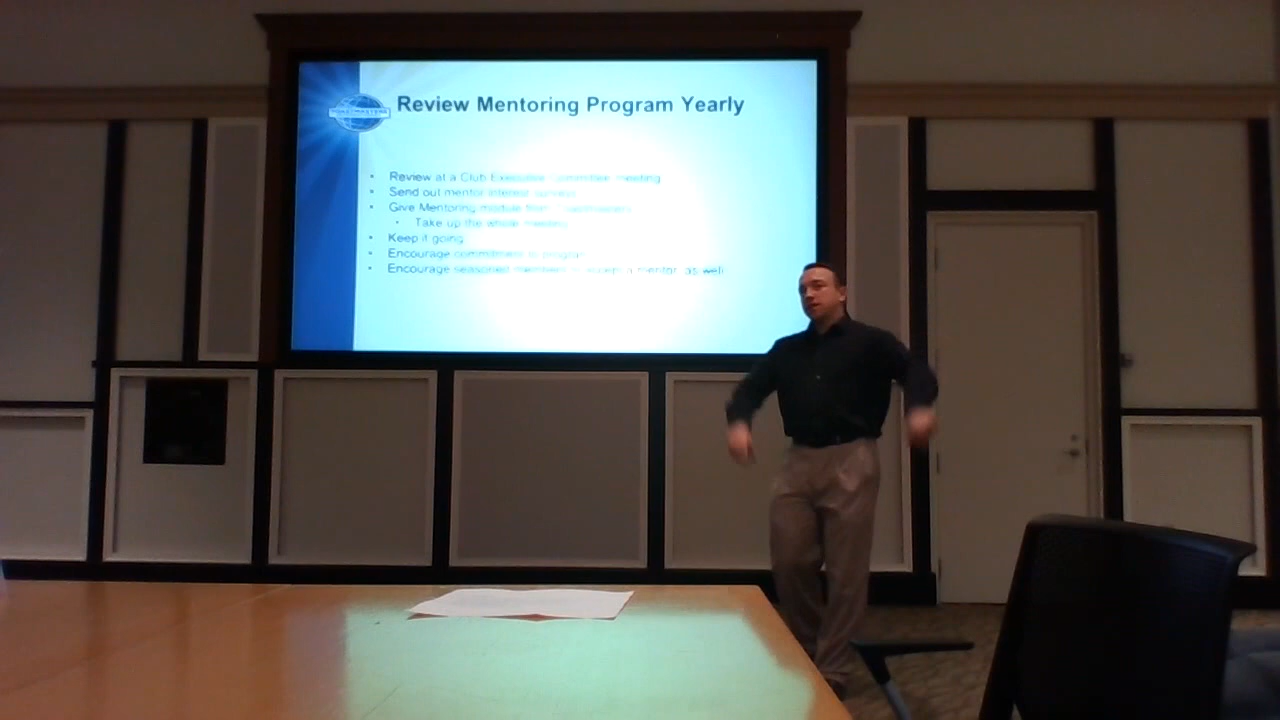 TOASTMASTERS
Review Mentoring Program Yearly
• Review at a Club Executive Committee meeting
• Send out mentor interest surveys
• Give Mentoring module from Toastmasters
• Take up the whole meeting
• Keep it going
• Encourage commitment to program
• Encourage seasoned members to accept a mentor, as well